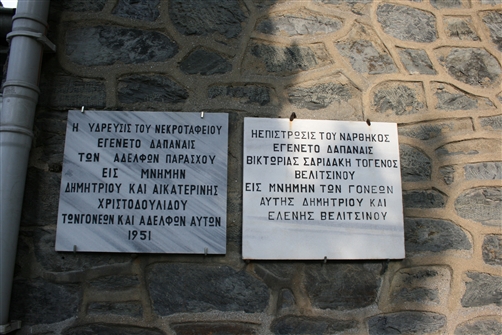 Η ΥΔΡΕΥΣΙΣ ΤΟΥ ΝΕΚΡΟΤΑΦΕΙΟΥ
ΕΓΕΝΕΤΟ ΔΑΠΑΝΑΙΣ
ΤΩΝ ΑΔΕΛΦΩΝ ΠΑΡΑΣΧΟΥ
ΕΙΣ ΜΝΗΜΗΝ
ΔΗΜΗΤΡΙΟΥ ΚΑΙ ΑΙΚΑΤΕΡΙΝΗΣ
ΧΡΙΣΤΟΔΟΥΛΙΔΟΥ
ΤΩΝ ΓΟΝΕΩΝ ΚΑΙ ΑΔΕΛΦΩΝ ΑΥΤΩΝ
1951
Η ΕΠΙΣΤΡΩΣΙΣ ΤΟΥ ΝΑΡΘΗΚΟΣ
ΕΓΕΝΕΤΟ ΔΑΠΑΝΑΙΣ
ΒΙΚΤΩΡΙΑΣ ΣΑΡΙΔΑΚΗ ΤΟ ΓΕΝΟΣ
ΒΕΛΙΤΣΙΝΟΥ
ΕΙΣ ΜΝΗΜΗΝ ΤΩΝ ΓΟΝΕΩΝ
ΑΥΤΗΣ ΔΗΜΗΤΡΙΟΥ ΚΑΙ
ΕΛΕΝΗΣ ΒΕΛΙΤΣΙΝΟΥ